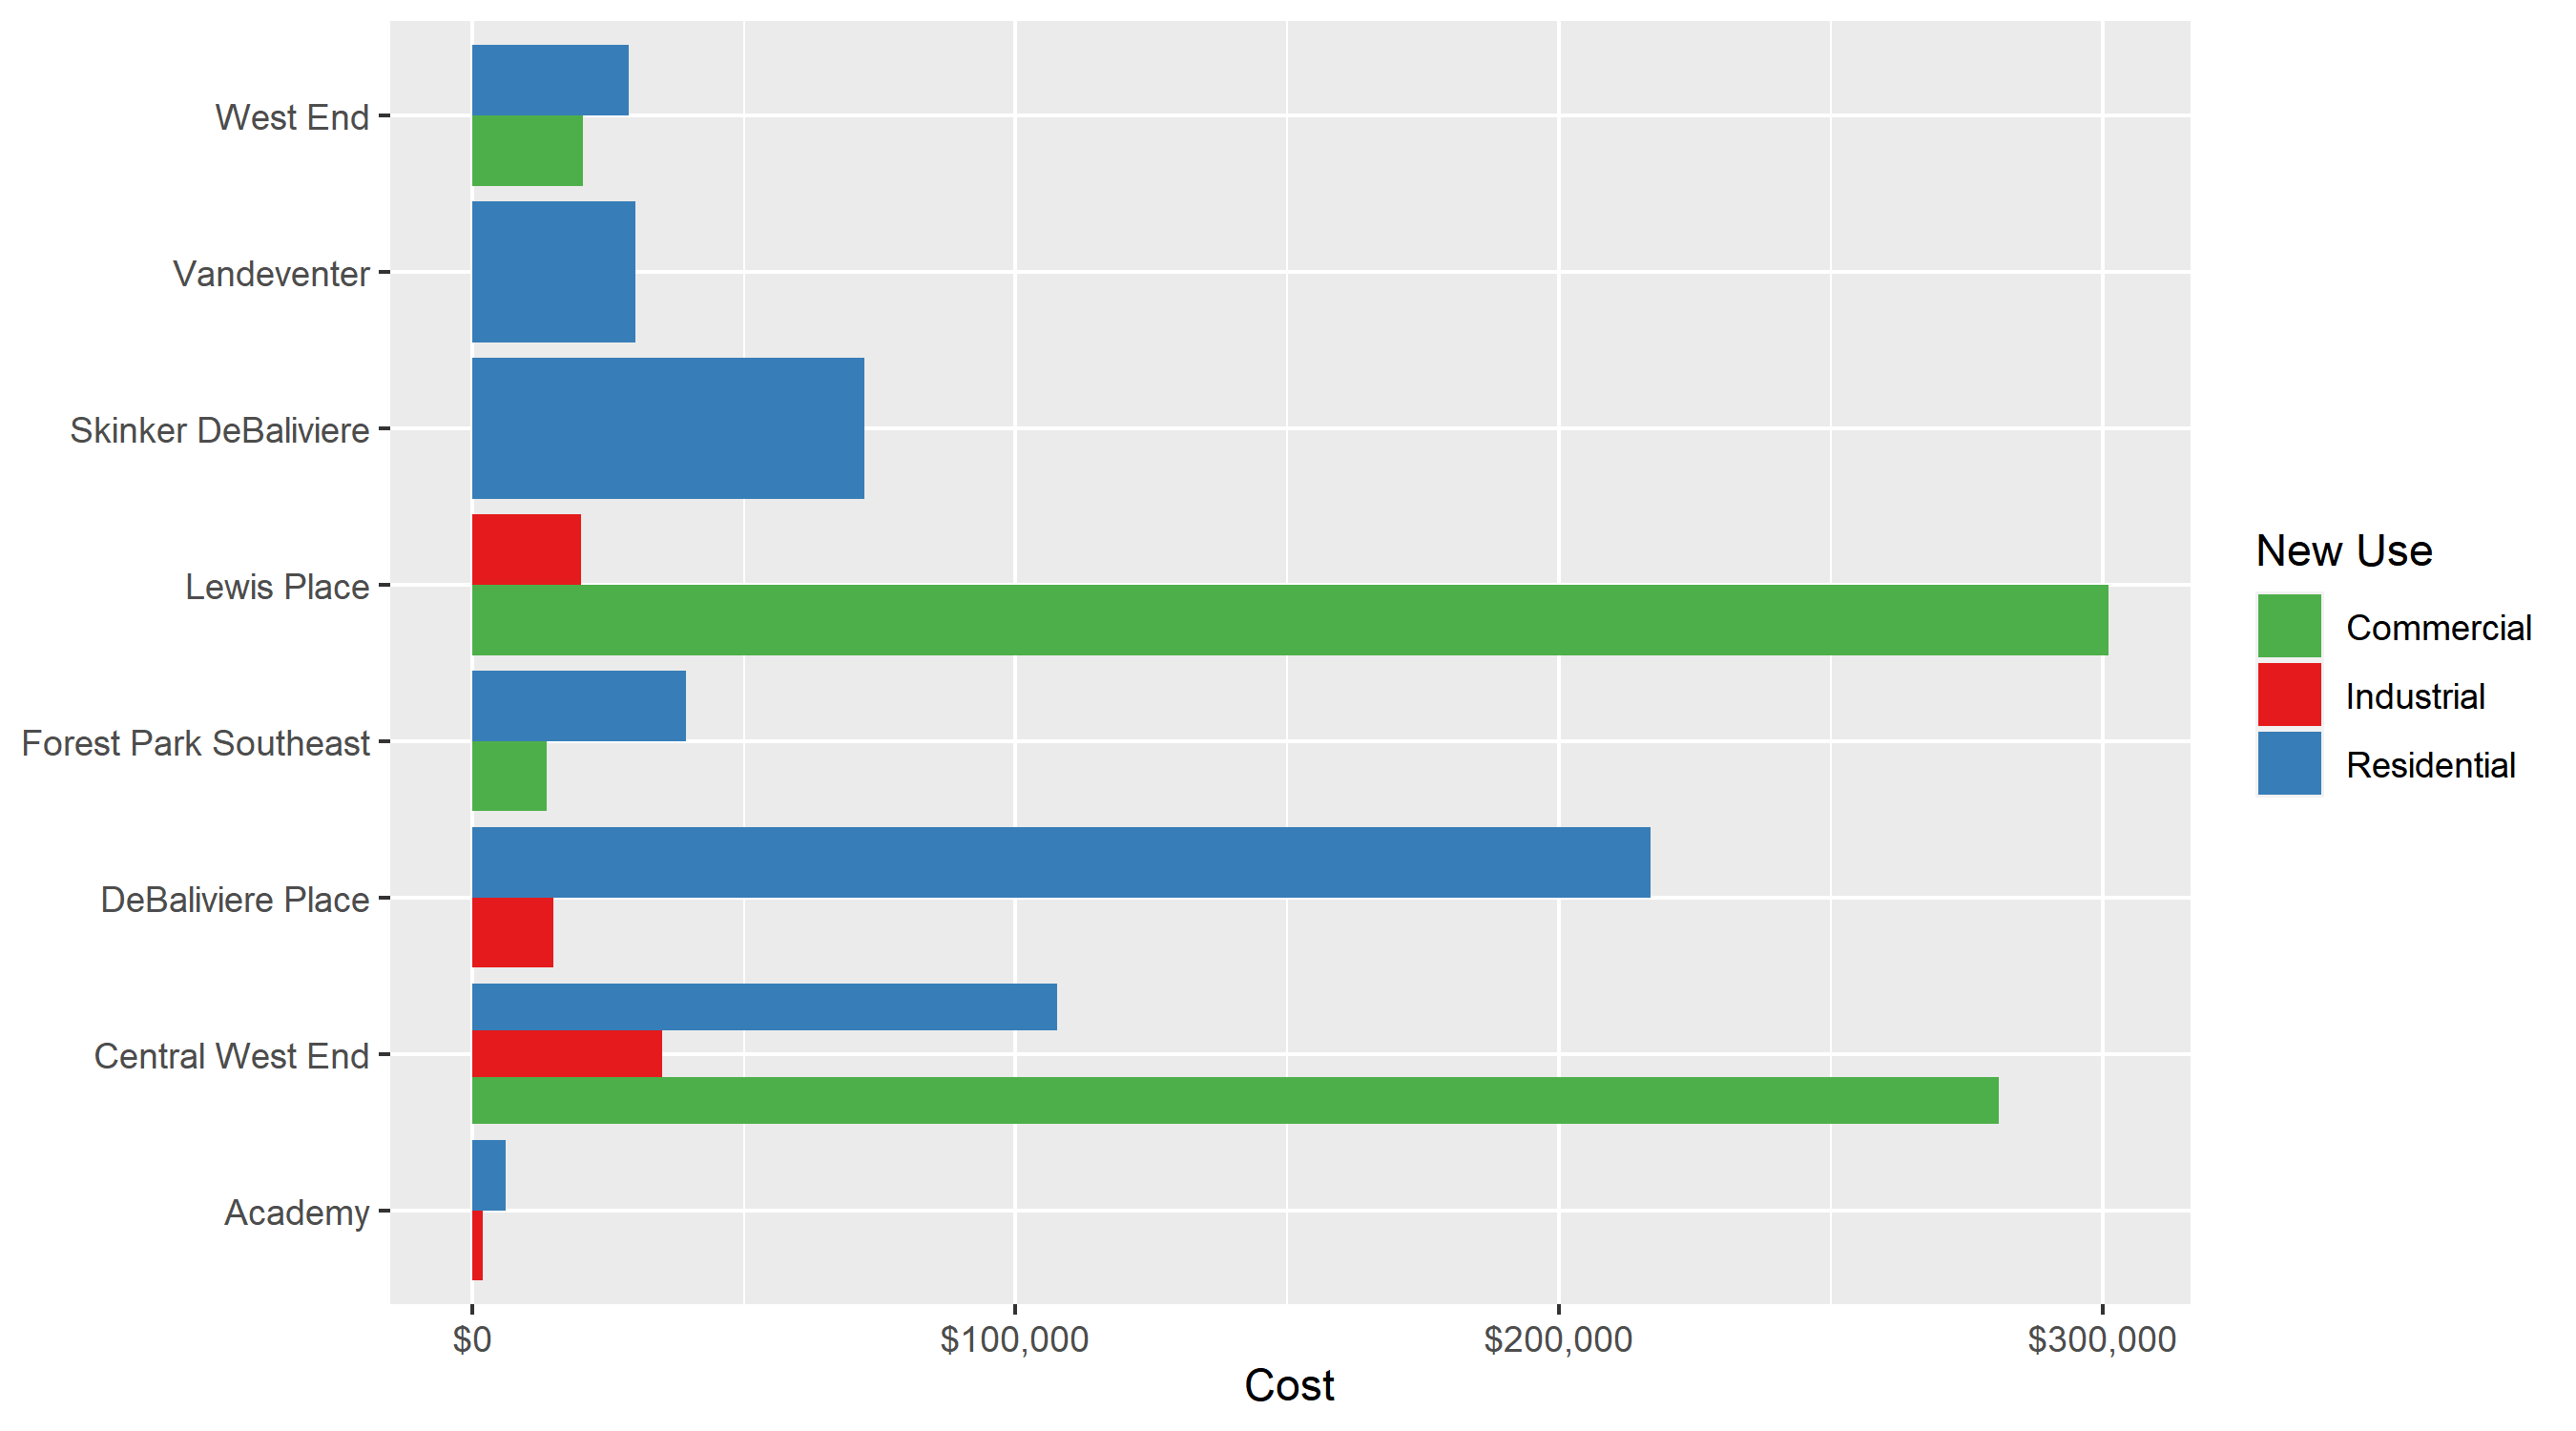 West End
Vandeventer
Skinker DeBaliviere
Lewis Place
Forest Park Southeast
DeBaliviere Place
Central West End
Academy
$0 $100,000 $200,000 $300,000
Cost
New Use
Commercial
Industrial
Residential